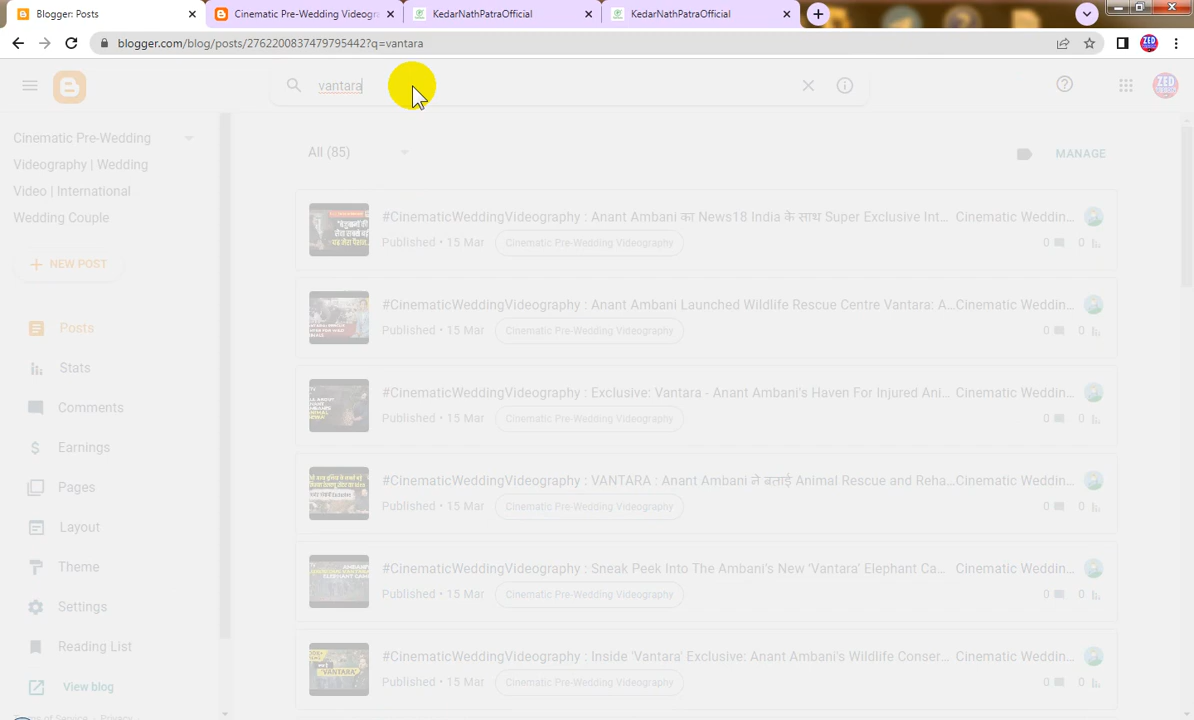 Blogger: Posts
Cinematic Pre-Wedding Videogr
KedarNathPatraOfficial
KedarNathPatraOfficial
blogger.com/blog/posts/2762200837479795442?q=vantara
vantara
Cinematic Pre-Wedding
Videography | Wedding
Video | International
Wedding Couple
NEW POST
Posts
Stats
Comments
Earnings
Pages
Layout
Theme
Settings
Reading List
View blog
Terms of Service • Privacy
All (85)
MANAGE
#CinematicWeddingVideography : Anant Ambani का News18 India के साथ Super Exclusive Int... Cinematic Weddin...
Published • 15 Mar Cinematic Pre-Wedding Videography 0 0
#CinematicWeddingVideography : Anant Ambani Launched Wildlife Rescue Centre Vantara: A... Cinematic Weddin...
Published • 15 Mar Cinematic Pre-Wedding Videography 0 0
#CinematicWeddingVideography : Exclusive: Vantara - Anant Ambani's Haven For Injured Ani... Cinematic Weddin...
Published • 15 Mar Cinematic Pre-Wedding Videography 0 0
#CinematicWeddingVideography : VANTARA : Anant Ambani ने बताई Animal Rescue and Reha... Cinematic Weddin...
Published • 15 Mar Cinematic Pre-Wedding Videography 0 0
#CinematicWeddingVideography : Sneak Peek Into The Ambani's New 'Vantara' Elephant Ca... Cinematic Weddin...
Published • 15 Mar Cinematic Pre-Wedding Videography 0 0
#CinematicWeddingVideography : Inside 'Vantara' Exclusive: Anant Ambani's Wildlife Conser... Cinematic Weddin...
Published • 15 Mar Cinematic Pre-Wedding Videography 0 0